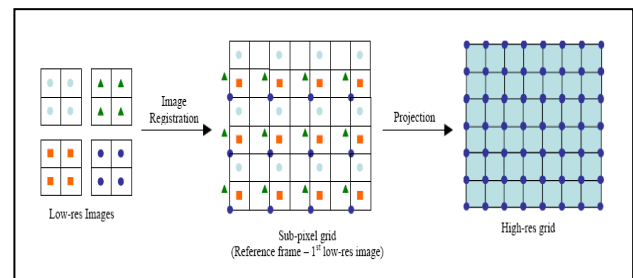 Image
Registration
Projection
Low-res Images
Sub-pixel grid
(Reference frame – 1st low-res image)
High-res grid